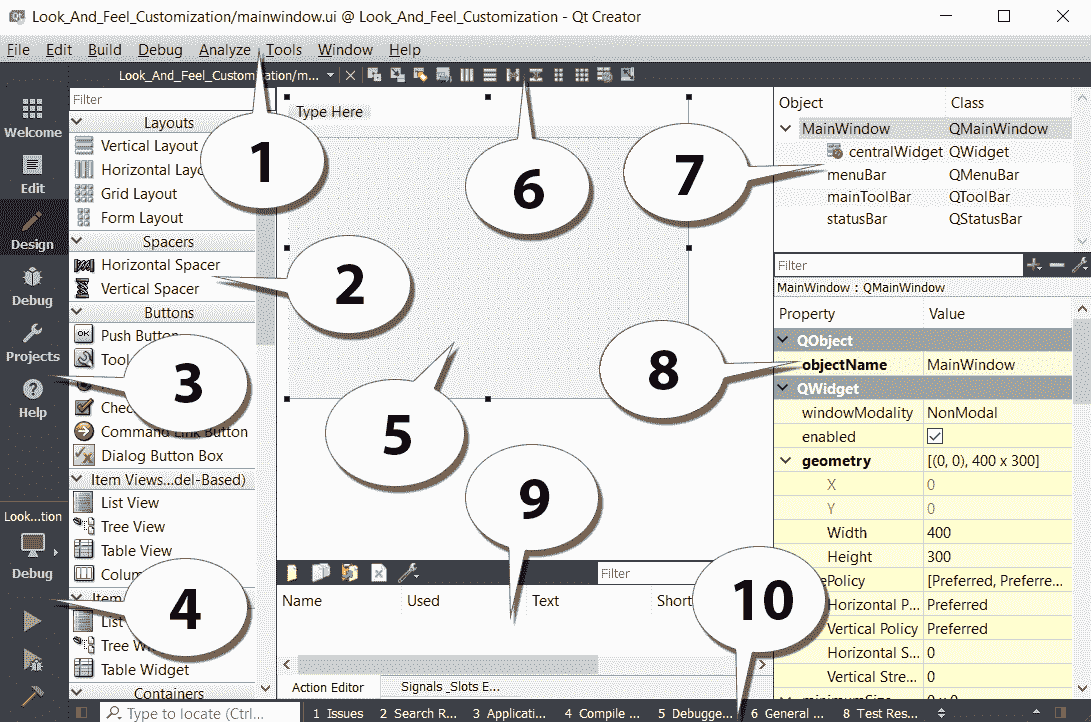 Look_And_Feel_Customization/mainwindow.ui @ Look_And_Feel_Customization - Qt Creator
File Edit Build Debug Analyze Tools Window Help
Look_And_Feel_Customization/m...
Welcome
Edit
Design
Debug
Projects
Help
Look...tion
Debug
Filter
Layouts
Vertical Layout
Horizontal Layo
Grid Layout
Form Layout
Spacers
Horizontal Spacer
Vertical Spacer
Buttons
Push Button
Tool
Chec
Command Link Button
Dialog Button Box
Item Views...del-Based)
List View
Tree View
Table View
Colum
Item
List
Tree Wi
Table Widget
Containers
Type Here
1
2
3
4
5
6
7
8
9
10
Filter
Name Used Text Short
Action Editor Signals _Slots E...
Object Class
MainWindow QMainWindow
centralWidget QWidget
menuBar QMenuBar
mainToolBar QToolBar
statusBar QStatusBar
Filter
MainWindow : QMainWindow
Property Value
QObject
objectName MainWindow
QWidget
windowModality NonModal
enabled
geometry [(0, 0), 400 x 300]
X 0
Y 0
Width 400
Height 300
ePolicy [Preferred, Preferre...
Horizontal P... Preferred
Vertical Policy Preferred
Horizontal S... 0
Vertical Stre... 0
minimumSize 0 x 0
Type to locate (Ctrl... 1 Issues 2 Search R... 3 Applicati... 4 Compile ... 5 Debugge... 6 General ... 8 Test Res...